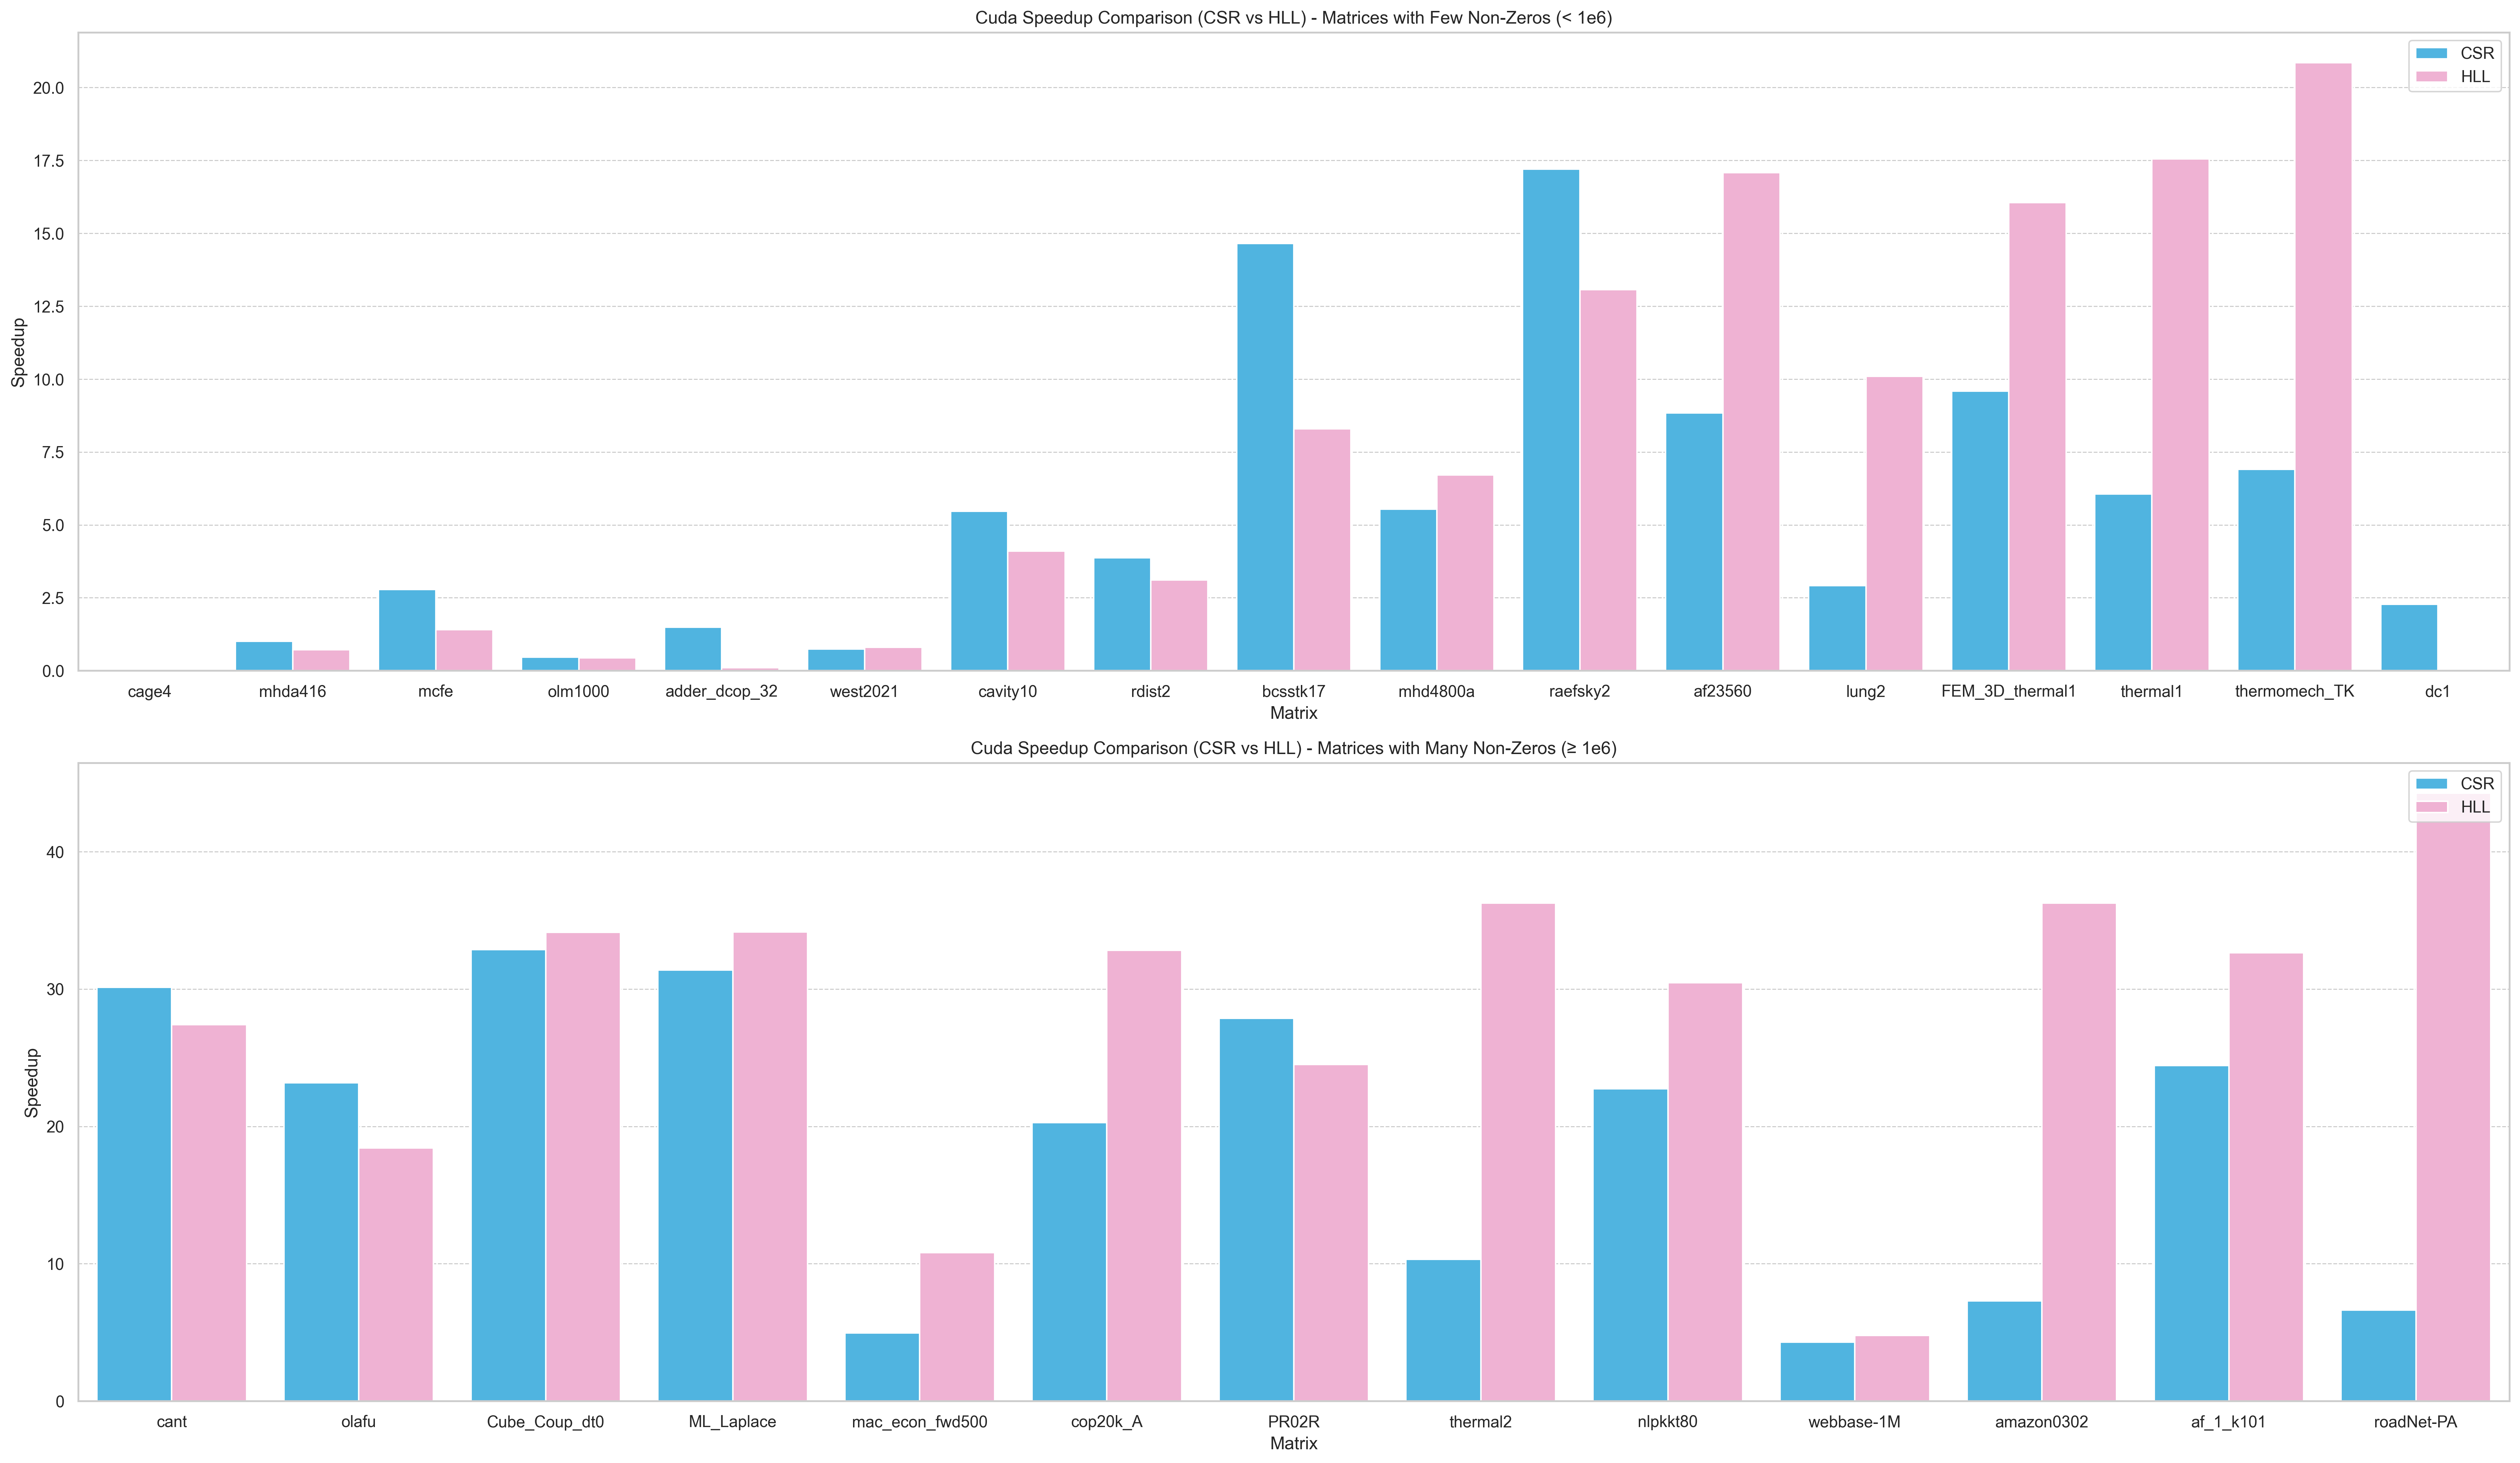 Cuda Speedup Comparison (CSR vs HLL) - Matrices with Few Non-Zeros (< 1e6)
CSR
HLL
Speedup
20.0
17.5
15.0
12.5
10.0
7.5
5.0
2.5
0.0
cage4 mhda416 mcfe olm1000 adder_dcop_32 west2021 cavity10 rdist2 bcsstk17 mhd4800a raefsky2 af23560 lung2 FEM_3D_thermal1 thermal1 thermomech_TK dc1
Matrix
Cuda Speedup Comparison (CSR vs HLL) - Matrices with Many Non-Zeros (≥ 1e6)
CSR
HLL
Speedup
40
30
20
10
0
cant olafu Cube_Coup_dt0 ML_Laplace mac_econ_fwd500 cop20k_A PR02R thermal2 nlpkkt80 webbase-1M amazon0302 af_1_k101 roadNet-PA
Matrix